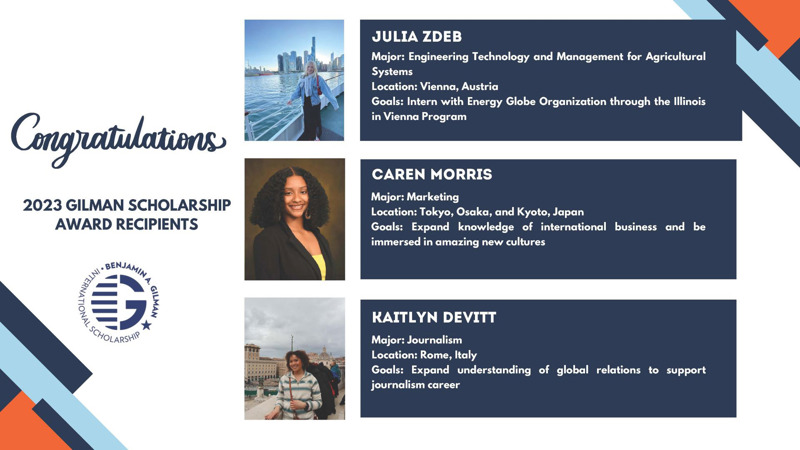 Congratulations
2023 GILMAN SCHOLARSHIP
AWARD RECIPIENTS
BENJAMIN A. GILMAN
INTERNATIONAL SCHOLARSHIP
G
JULIA ZDEB
Major: Engineering Technology and Management for Agricultural
Systems
Location: Vienna, Austria
Goals: Intern with Energy Globe Organization through the Illinois
in Vienna Program
CAREN MORRIS
Major: Marketing
Location: Tokyo, Osaka, and Kyoto, Japan
Goals: Expand knowledge of international business and be
immersed in amazing new cultures
KAITLYN DEVITT
Major: Journalism
Location: Rome, Italy
Goals: Expand understanding of global relations to support
journalism career